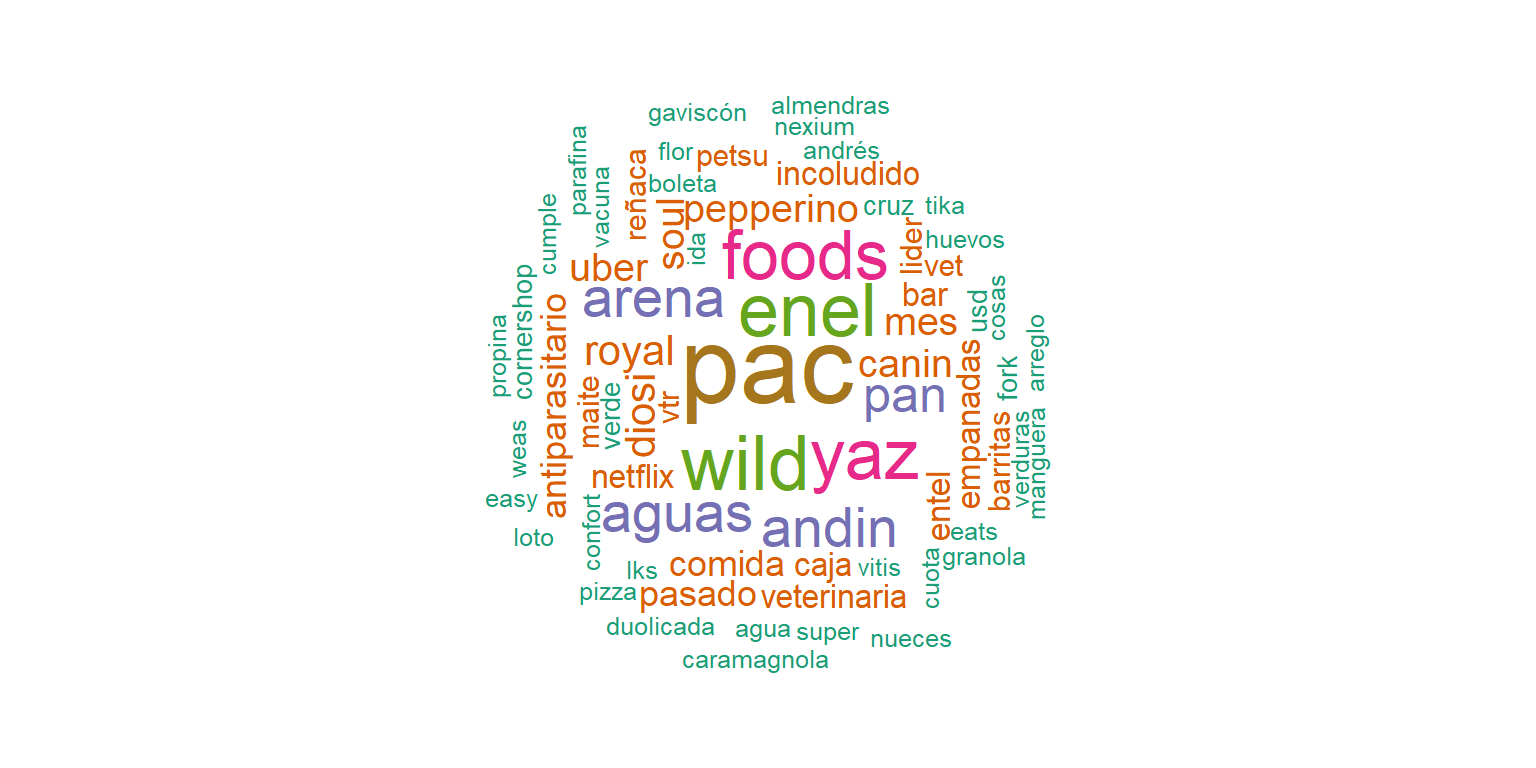 gaviscón
almendras
nexium
parafina
flor
petsu
andrés
reñaca
vacuna
boleta
incoludido
cumple
soul
pepperino
cruz
tika
ida
foods
lider
huevos
uber
vet
cornershop
arena
enel
bar
usd
cosas
antiparasitario
mes
propina
royal
pac
canin
arreglo
maite
verde
diosi
vtr
pan
empanadas
fork
weas
wild
yaz
barritas
verduras
manguera
netflix
easy
confort
aguas
andin
entel
loto
eats
lks
comida
caja
vitis
cuota
granola
pizza
pasado
veterinaria
duolicada
agua
super
nueces
caramagnola